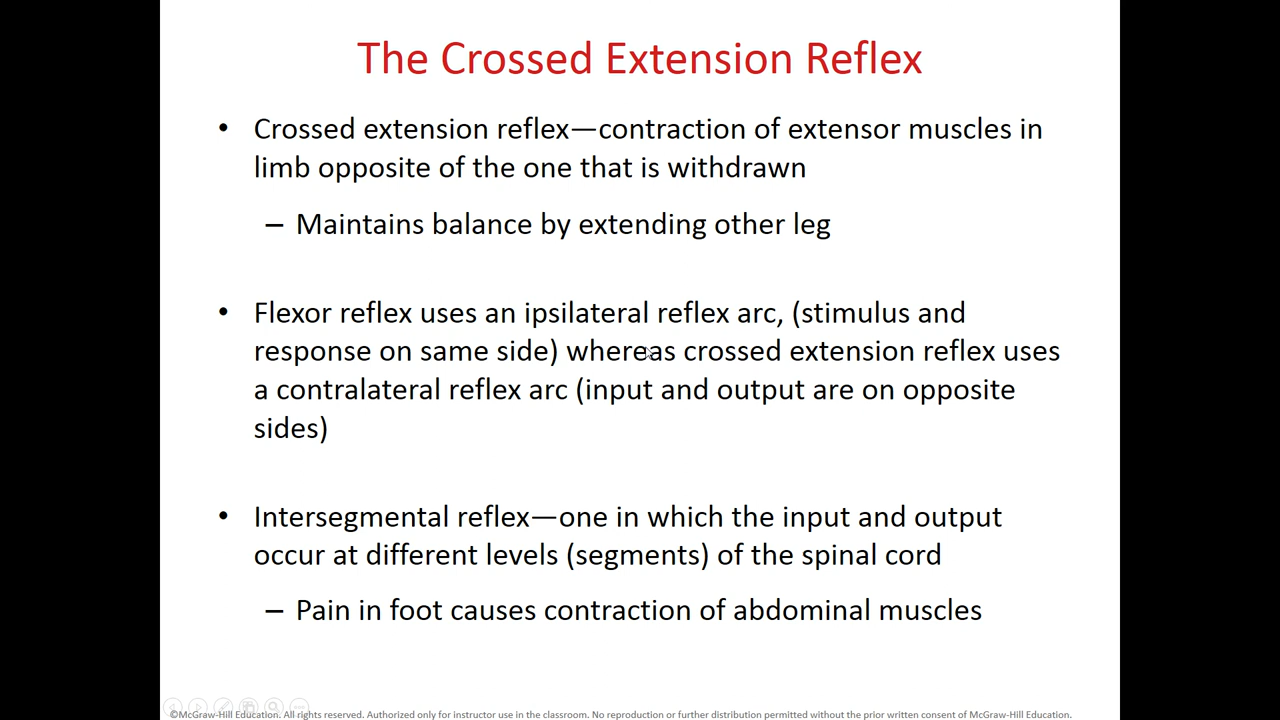 The Crossed Extension Reflex
• Crossed extension reflex—contraction of extensor muscles in
limb opposite of the one that is withdrawn
– Maintains balance by extending other leg
• Flexor reflex uses an ipsilateral reflex arc, (stimulus and
response on same side) whereas crossed extension reflex uses
a contralateral reflex arc (input and output are on opposite
sides)
• Intersegmental reflex—one in which the input and output
occur at different levels (segments) of the spinal cord
– Pain in foot causes contraction of abdominal muscles
©McGraw-Hill Education. All rights reserved. Authorized only for instructor use in the classroom. No reproduction or further distribution permitted without the prior written consent of McGraw-Hill Education.